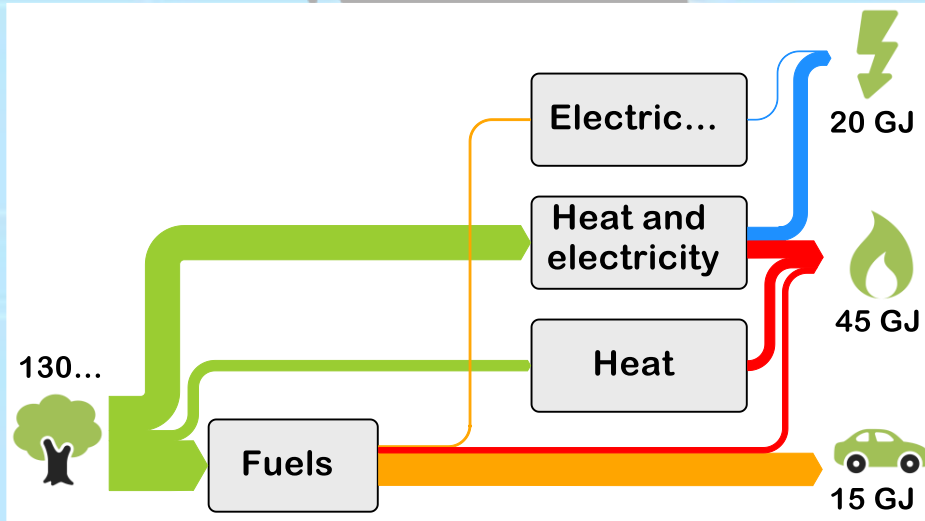 Electric...
20 GJ
Heat and
electricity
45 GJ
130...
Heat
Fuels
15 GJ